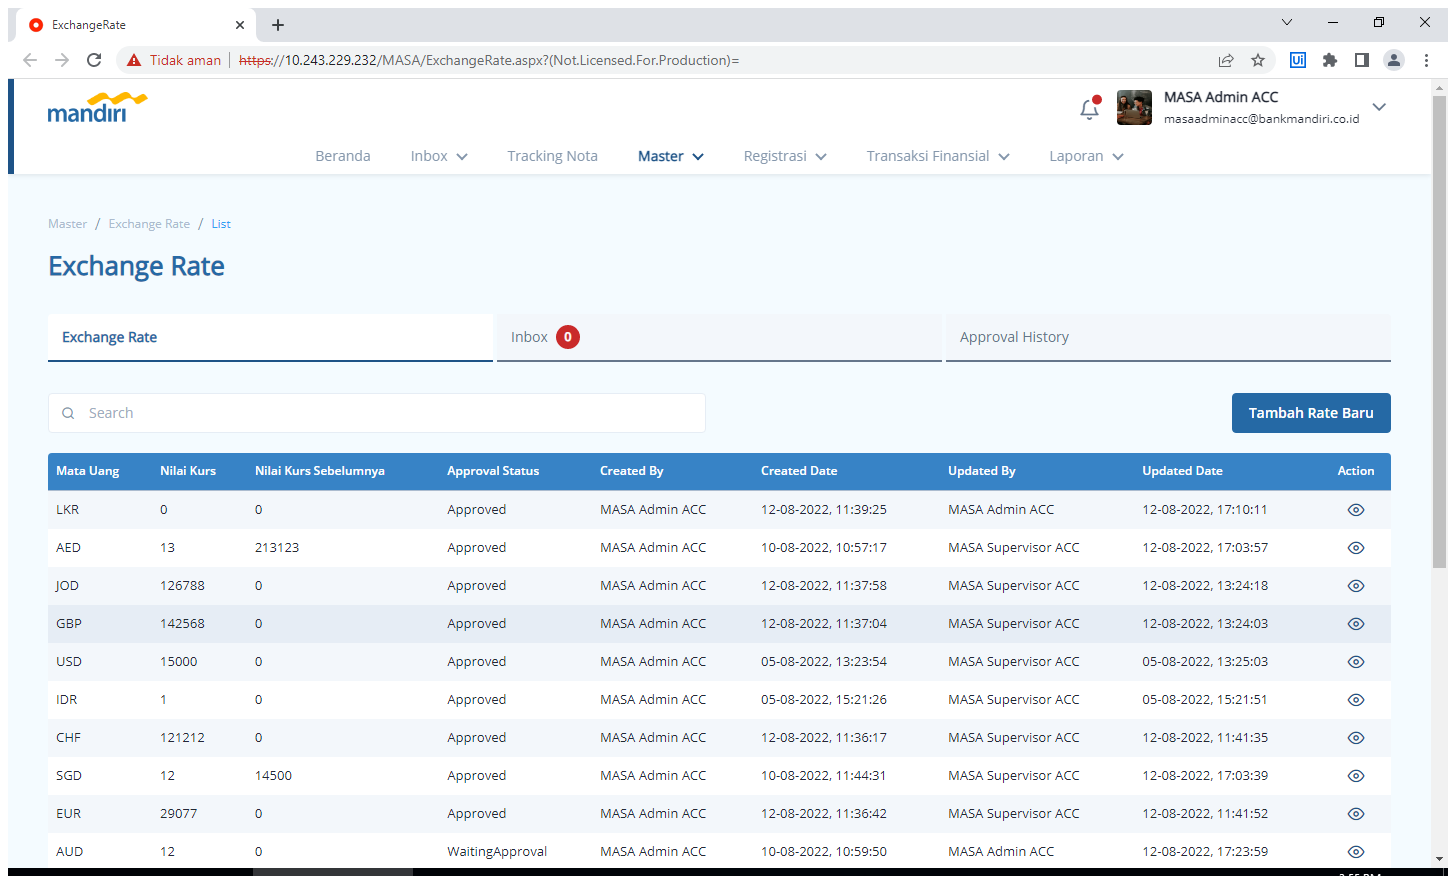 ExchangeRate
Tidak aman https://10.243.229.232/MASA/ExchangeRate.aspx?(Not.Licensed.For.Production)=
Ui
mandiri
MASA Admin ACC
masaadminacc@bankmandiri.co.id
Beranda Inbox Tracking Nota Master Registrasi Transaksi Finansial Laporan
Master / Exchange Rate / List
Exchange Rate
Exchange Rate Inbox 0 Approval History
Search Tambah Rate Baru
Mata Uang Nilai Kurs Nilai Kurs Sebelumnya Approval Status Created By Created Date Updated By Updated Date Action
LKR 0 0 Approved MASA Admin ACC 12-08-2022, 11:39:25 MASA Admin ACC 12-08-2022, 17:10:11
AED 13 213123 Approved MASA Admin ACC 10-08-2022, 10:57:17 MASA Supervisor ACC 12-08-2022, 17:03:57
JOD 126788 0 Approved MASA Admin ACC 12-08-2022, 11:37:58 MASA Supervisor ACC 12-08-2022, 13:24:18
GBP 142568 0 Approved MASA Admin ACC 12-08-2022, 11:37:04 MASA Supervisor ACC 12-08-2022, 13:24:03
USD 15000 0 Approved MASA Admin ACC 05-08-2022, 13:23:54 MASA Supervisor ACC 05-08-2022, 13:25:03
IDR 1 0 Approved MASA Admin ACC 05-08-2022, 15:21:26 MASA Supervisor ACC 05-08-2022, 15:21:51
CHF 121212 0 Approved MASA Admin ACC 12-08-2022, 11:36:17 MASA Supervisor ACC 12-08-2022, 11:41:35
SGD 12 14500 Approved MASA Admin ACC 10-08-2022, 11:44:31 MASA Supervisor ACC 12-08-2022, 17:03:39
EUR 29077 0 Approved MASA Admin ACC 12-08-2022, 11:36:42 MASA Supervisor ACC 12-08-2022, 11:41:52
AUD 12 0 WaitingApproval MASA Admin ACC 10-08-2022, 10:59:50 MASA Admin ACC 12-08-2022, 17:23:59